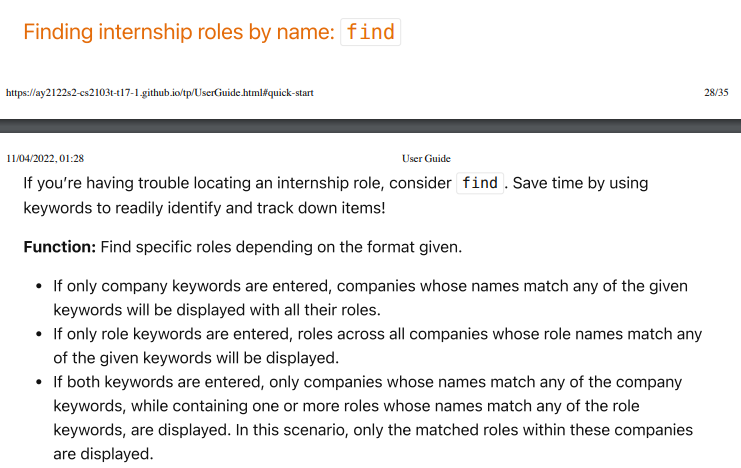 Finding internship roles by name: find
https://ay2122s2-cs2103t-t17-1.github.io/tp/UserGuide.html#quick-start 28/35
11/04/2022, 01:28 User Guide
If you’re having trouble locating an internship role, consider find . Save time by using
keywords to readily identify and track down items!
Function: Find specific roles depending on the format given.
• If only company keywords are entered, companies whose names match any of the given
keywords will be displayed with all their roles.
• If only role keywords are entered, roles across all companies whose role names match any
of the given keywords will be displayed.
• If both keywords are entered, only companies whose names match any of the company
keywords, while containing one or more roles whose names match any of the role
keywords, are displayed. In this scenario, only the matched roles within these companies
are displayed.